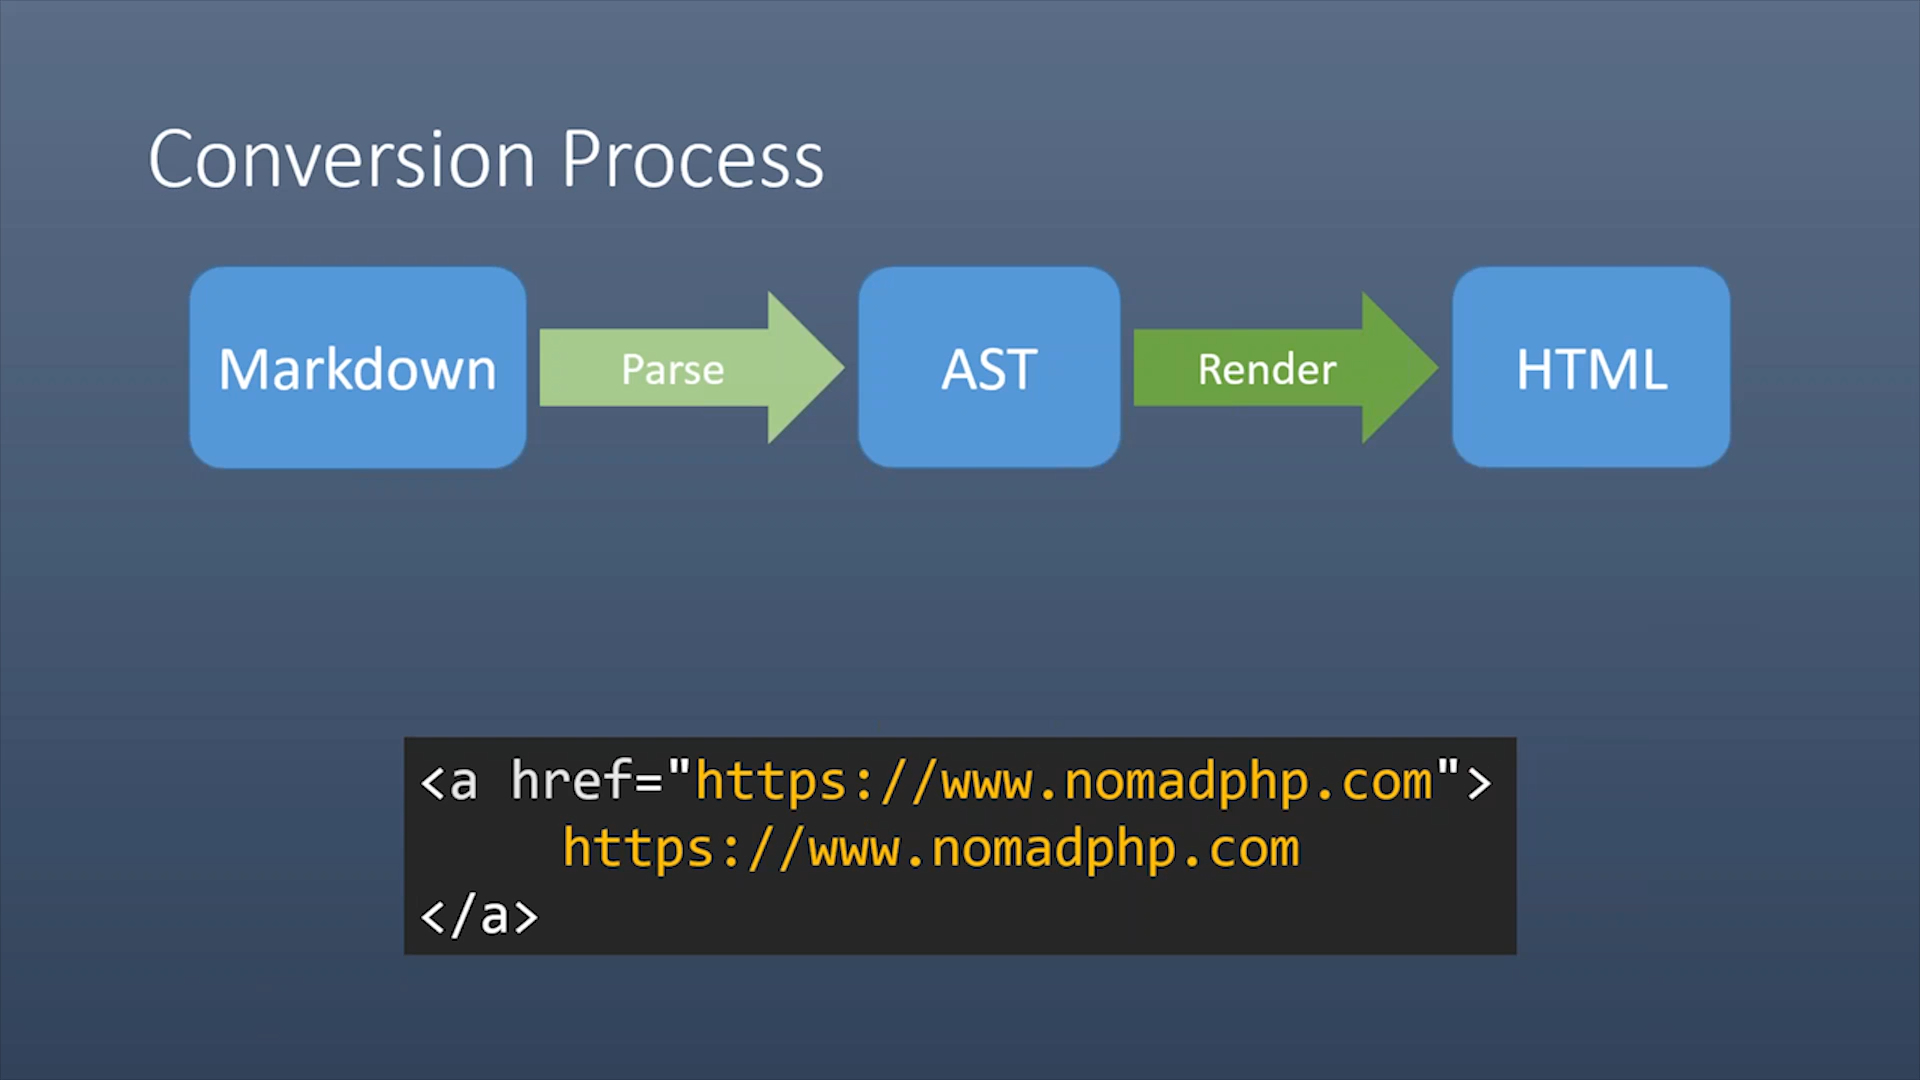 Conversion Process
Markdown
Parse
AST
Render
HTML
<a href="https://www.nomadphp.com">
https://www.nomadphp.com
</a>